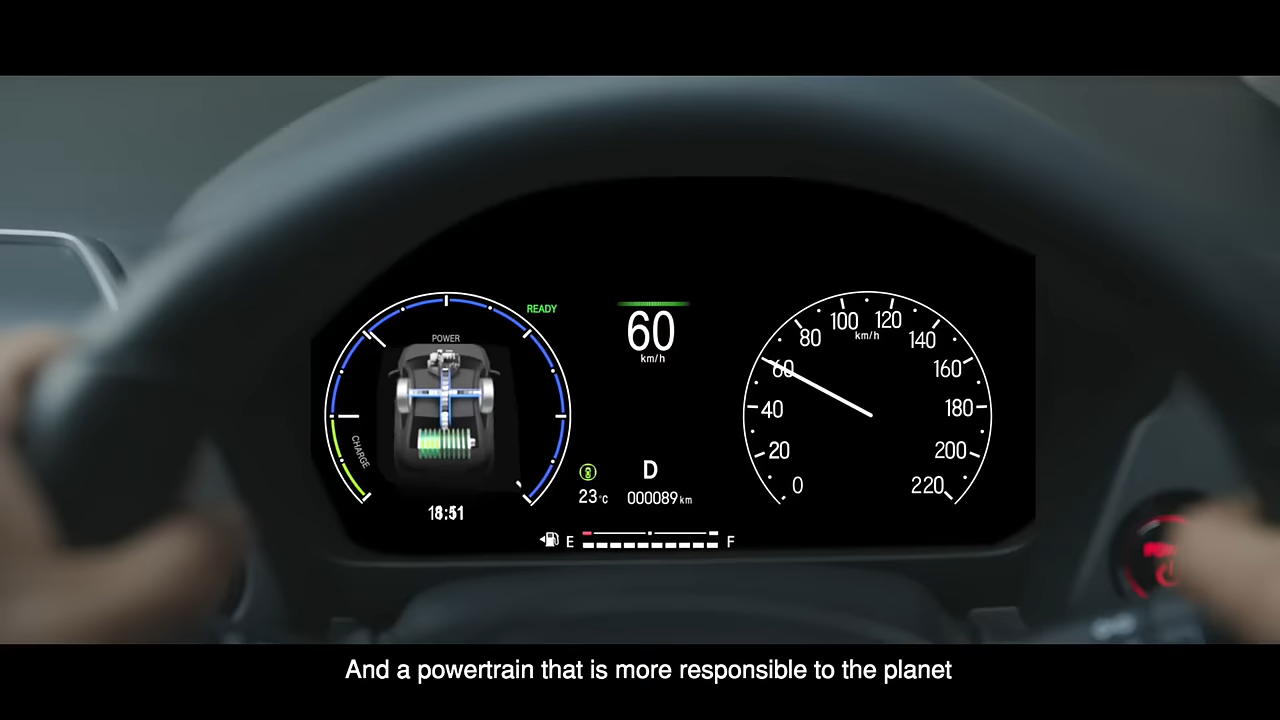 READY
POWER
CHARGE
18:51
60
km/h
D
23°C
000089 km
E
F
0
20
40
60
80
100
120
140
160
180
200
220
km/h
And a powertrain that is more responsible to the planet